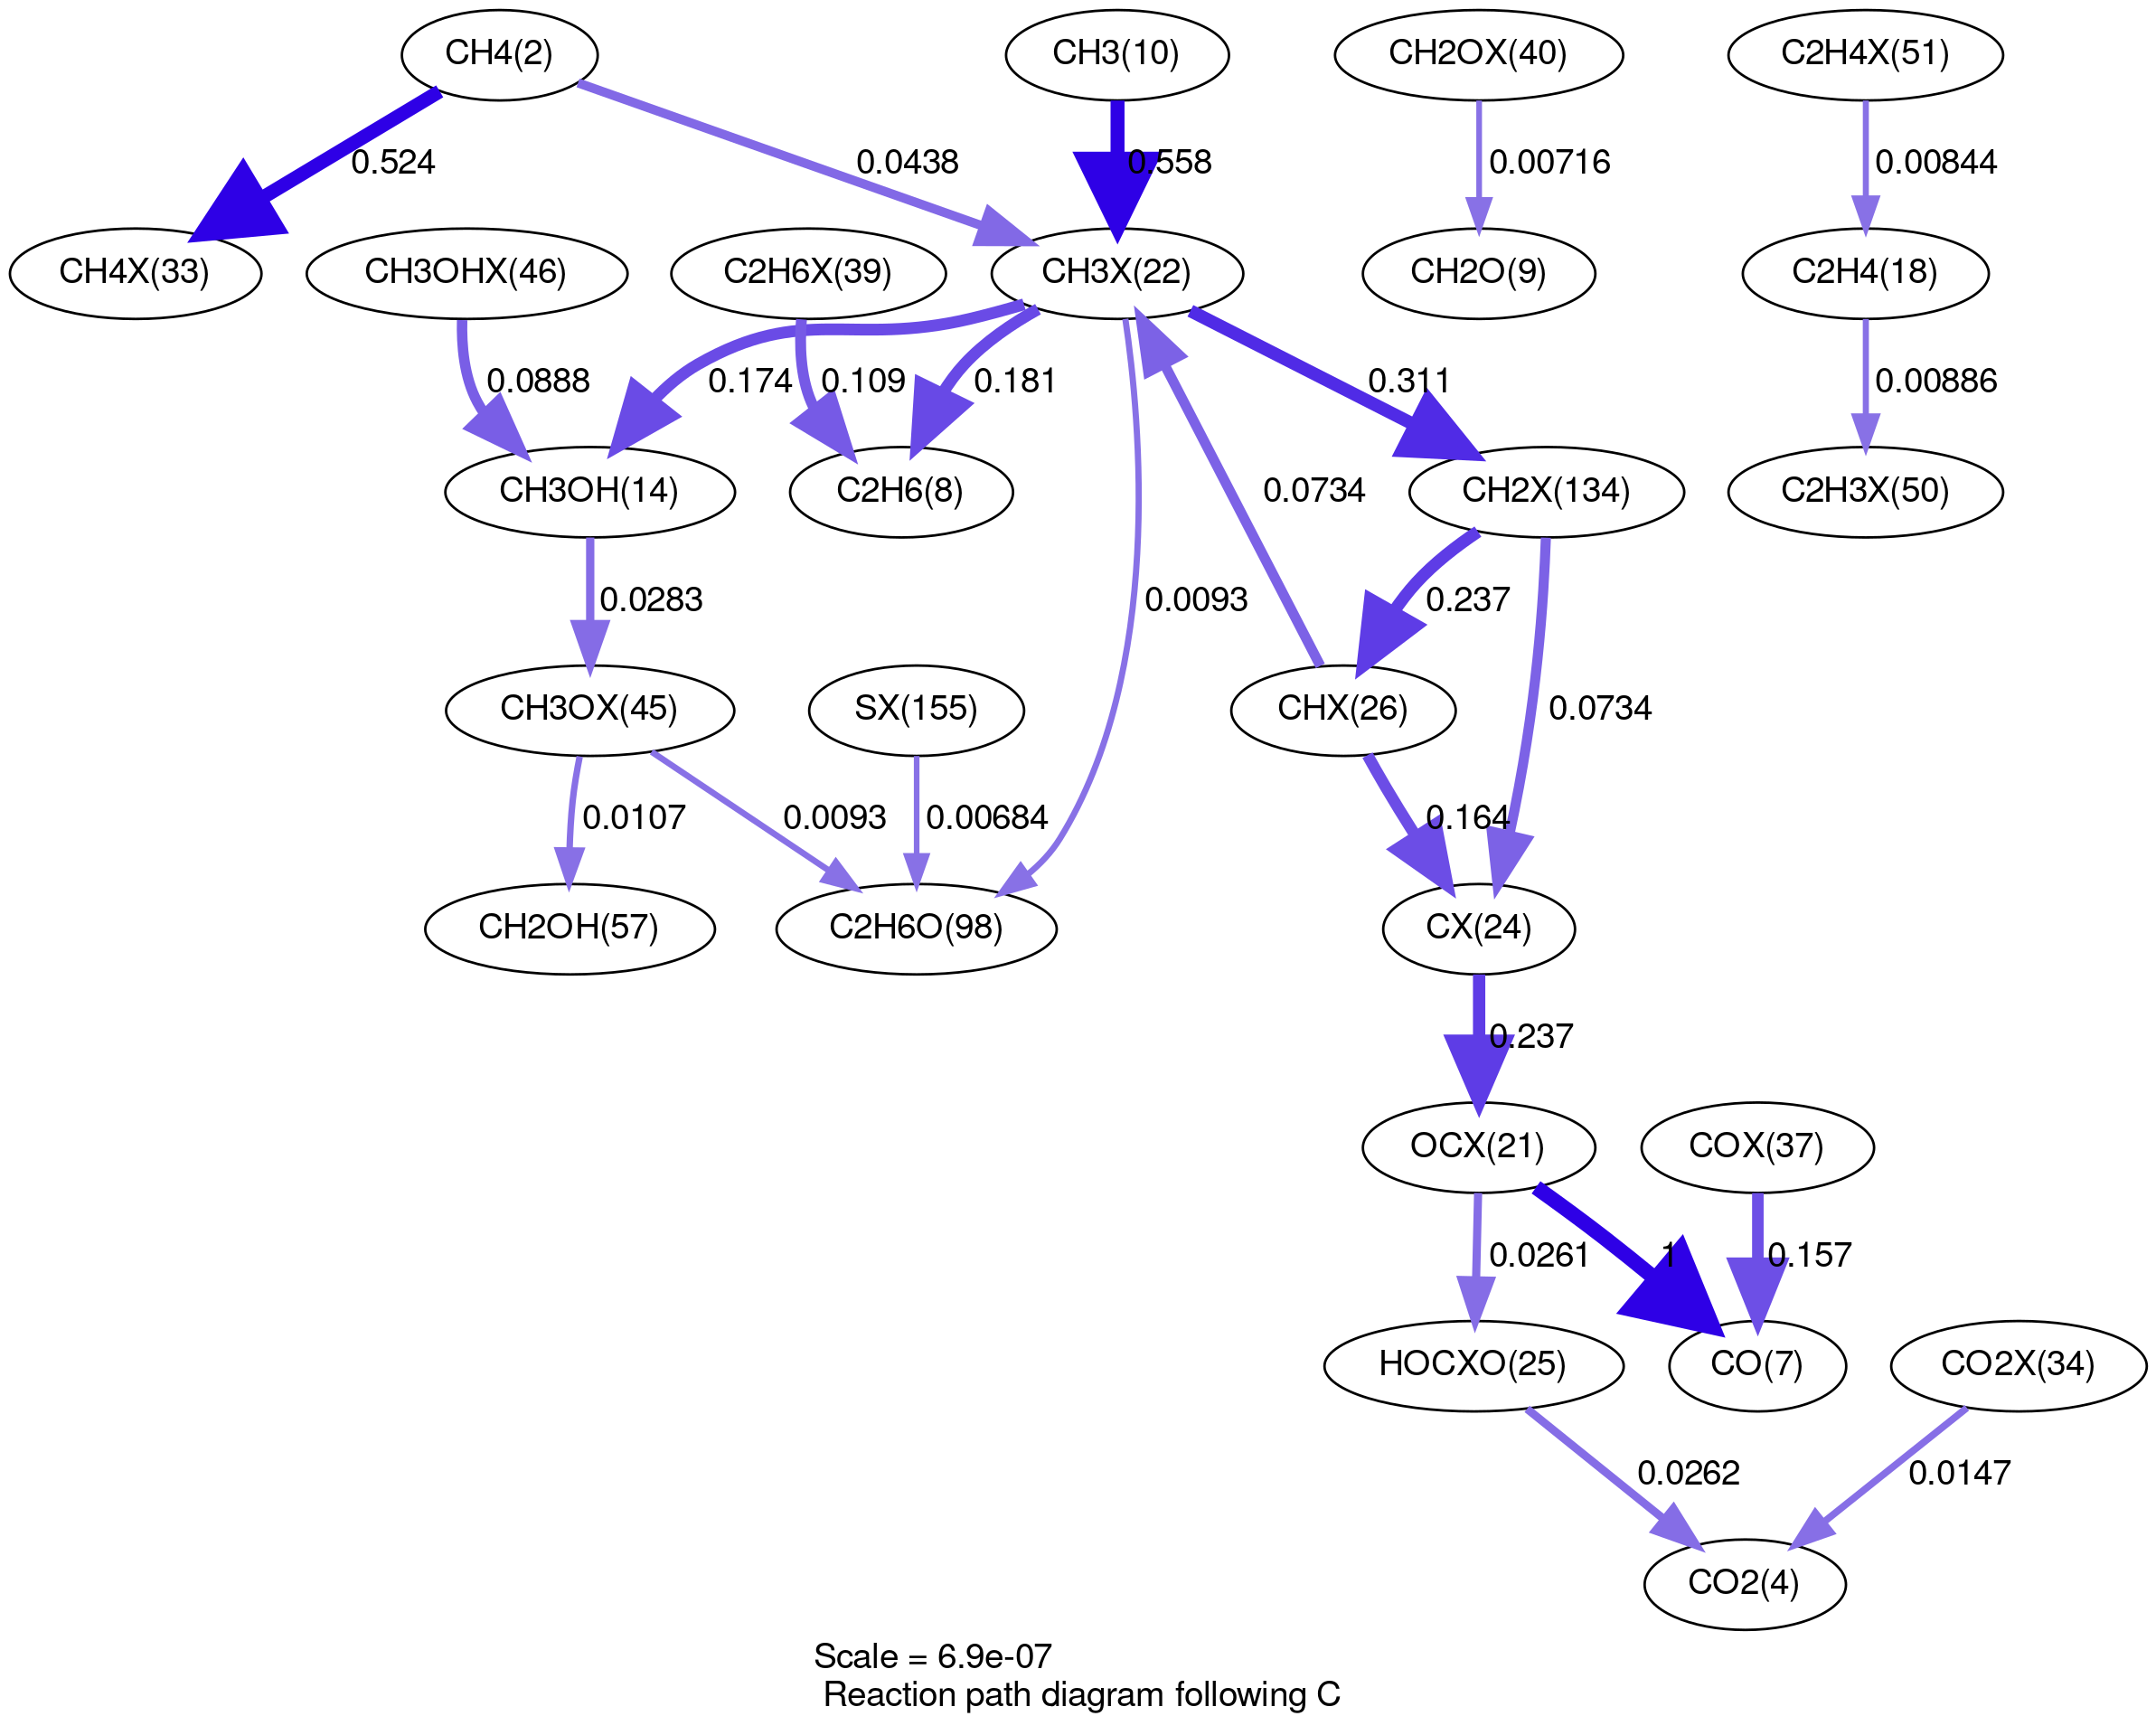 CH4(2)
CH3(10)
CH2OX(40)
C2H4X(51)
0.524
0.0438
0.558
0.00716
0.00844
CH4X(33)
CH3OHX(46)
C2H6X(39)
CH3X(22)
CH2O(9)
C2H4(18)
0.0888
0.174
0.109
0.181
0.311
0.00886
CH3OH(14)
C2H6(8)
0.0734
CH2X(134)
C2H3X(50)
0.0283
0.0093
0.237
CH3OX(45)
SX(155)
CHX(26)
0.0734
0.0107
0.0093
0.00684
0.164
CH2OH(57)
C2H6O(98)
CX(24)
0.237
OCX(21)
COX(37)
0.0261
1
0.157
HOCXO(25)
CO(7)
CO2X(34)
0.0262
0.0147
CO2(4)
Scale = 6.9e-07
Reaction path diagram following C